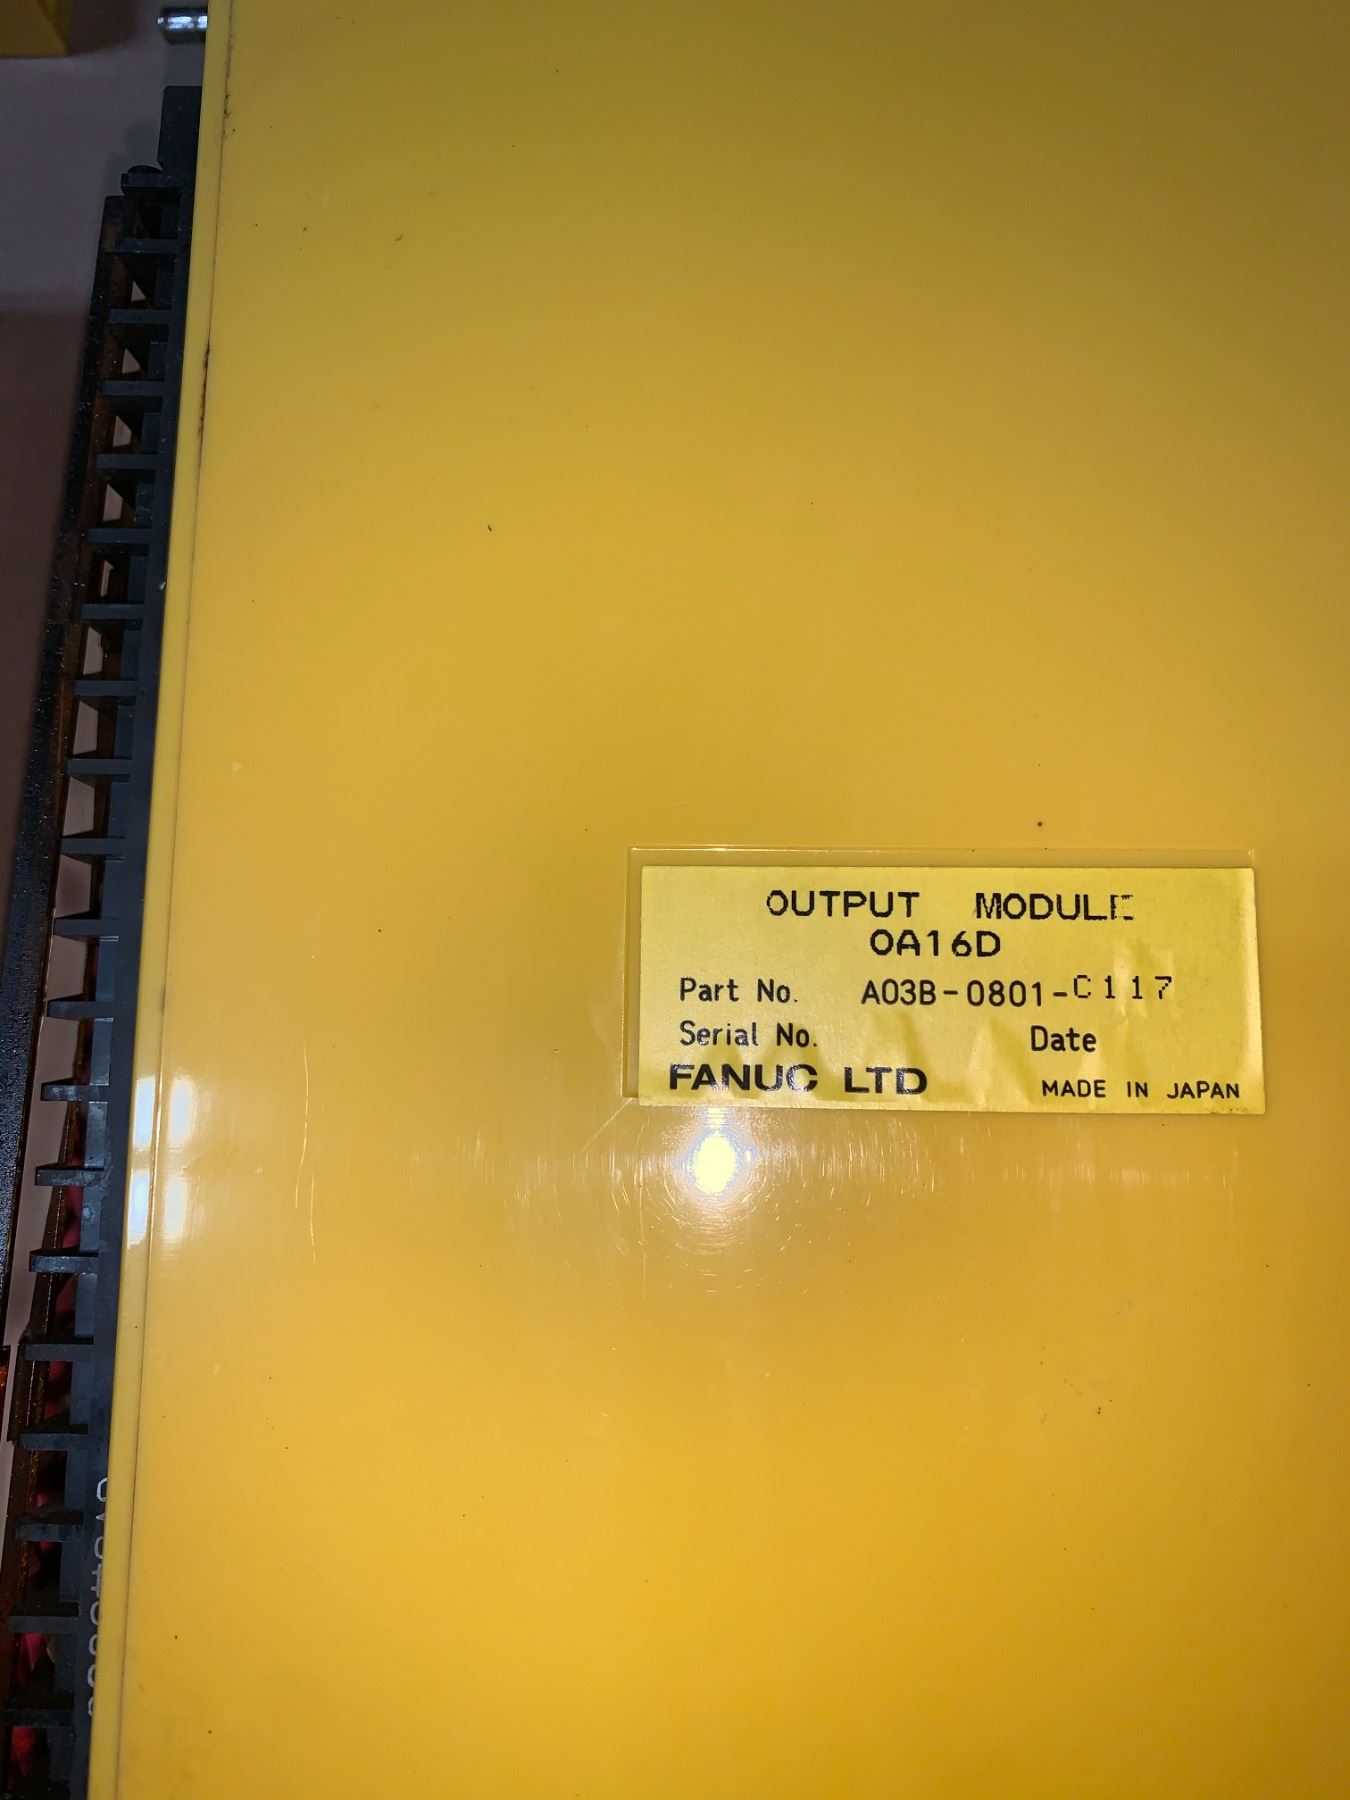 OUTPUT MODULE
OA16D
Part No. A03B-0801-C117
Serial No. Date
FANUC LTD MADE IN JAPAN